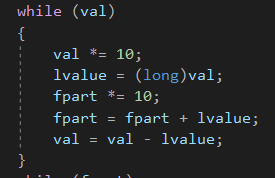 while (val)
{
val *= 10;
lvalue = (long)val;
fpart *= 10;
fpart = fpart + lvalue;
val = val - lvalue;
}